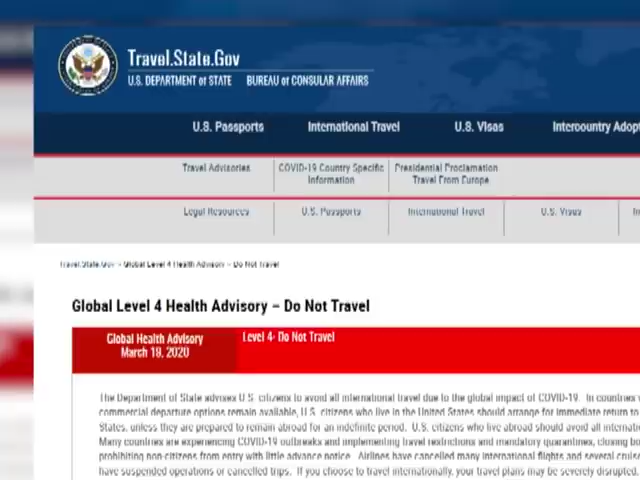 Travel.State.Gov
U.S. DEPARTMENT of STATE BUREAU of CONSULAR AFFAIRS
U.S. Passports International Travel U.S. Visas Intercountry Adopt
Travel Advisories COVID-19 Country Specific Information Presidential Proclamation Travel From Europe
Legal Resources U.S. Passports International Travel U.S. Visas In
Travel.State.Gov > Global Level 4 Health Advisory – Do Not Travel
Global Level 4 Health Advisory – Do Not Travel
Global Health Advisory
March 19, 2020
Level 4- Do Not Travel
The Department of State advises U.S. citizens to avoid all international travel due to the global impact of COVID-19. In countries
commercial departure options remain available, U.S. citizens who live in the United States should arrange for immediate return to
States, unless they are prepared to remain abroad for an indefinite period. U.S. citizens who live abroad should avoid all internati
Many countries are experiencing COVID-19 outbreaks and implementing travel restrictions and mandatory quarantines, closing bo
prohibiting non-citizens from entry with little advance notice. Airlines have cancelled many international flights and several cruise
have suspended operations or cancelled trips. If you choose to travel internationally, your travel plans may be severely disrupted,